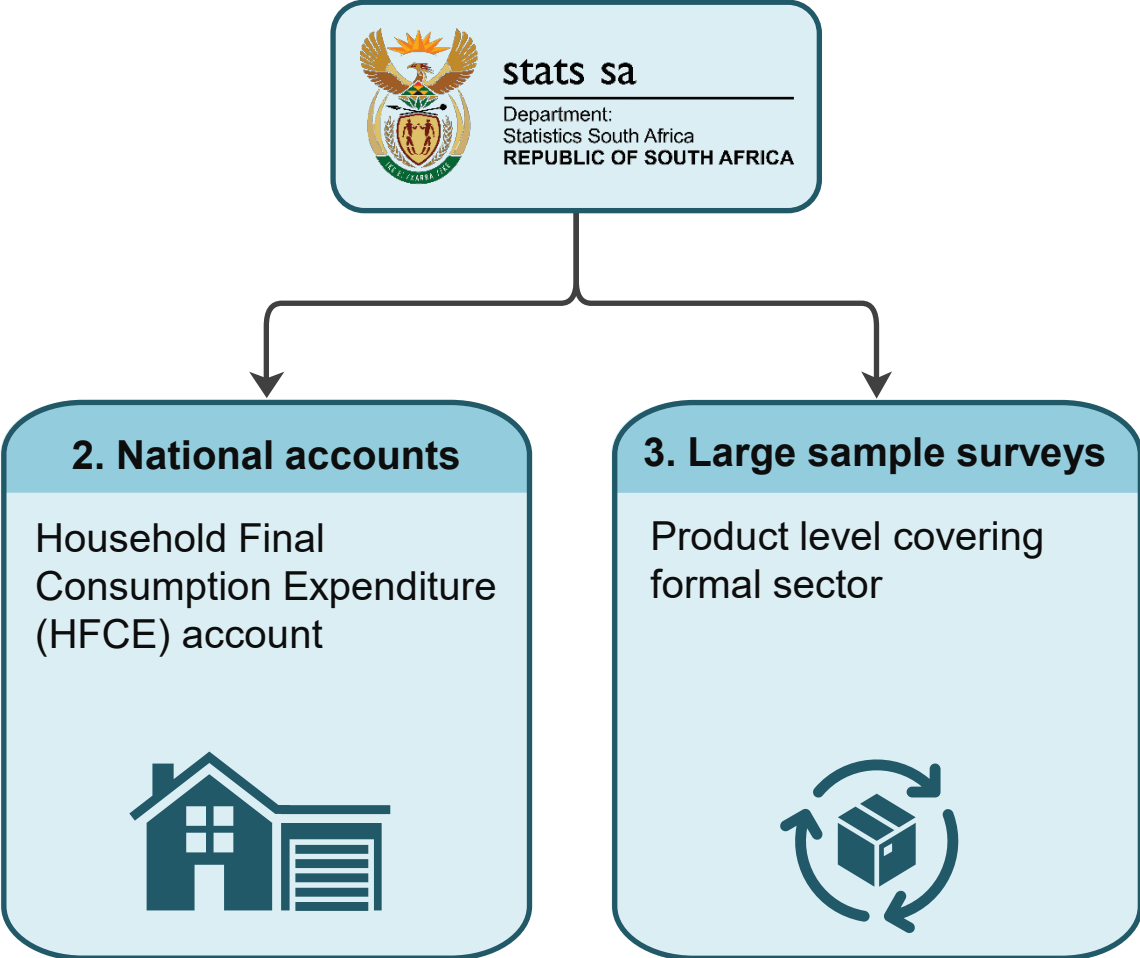 stats sa
Department:
Statistics South Africa
REPUBLIC OF SOUTH AFRICA
2. National accounts
Household Final
Consumption Expenditure
(HFCE) account
3. Large sample surveys
Product level covering
formal sector